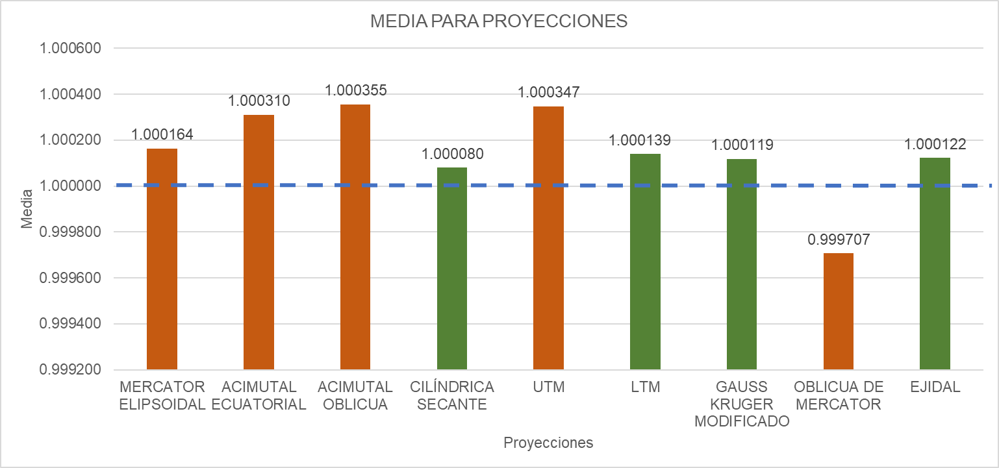 MEDIA PARA PROYECCIONES
1.000600
1.000400
1.000200
1.000000
0.999800
0.999600
0.999400
0.999200
Media
1.000164
1.000310
1.000355
1.000080
1.000347
1.000139
1.000119
0.999707
1.000122
MERCATOR
ELIPSOIDAL
ACIMUTAL
ECUATORIAL
ACIMUTAL
OBLICUA
CILÍNDRICA
SECANTE
UTM
LTM
GAUSS
KRUGER
MODIFICADO
OBLICUA DE
MERCATOR
EJIDAL
Proyecciones